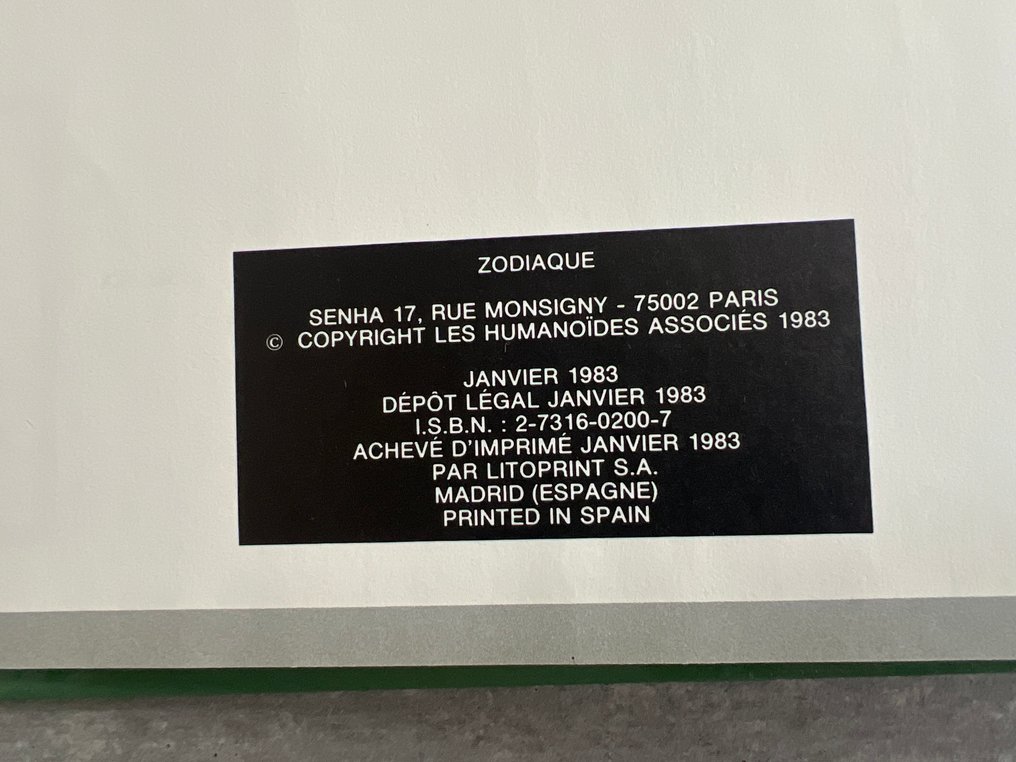 ZODIAQUE
SENHA 17, RUE MONSIGNY - 75002 PARIS
© COPYRIGHT LES HUMANOÏDES ASSOCIÉS 1983
JANVIER 1983
DÉPÔT LÉGAL JANVIER 1983
I.S.B.N. : 2-7316-0200-7
ACHEVÉ D'IMPRIMÉ JANVIER 1983
PAR LITOPRINT S.A.
MADRID (ESPAGNE)
PRINTED IN SPAIN